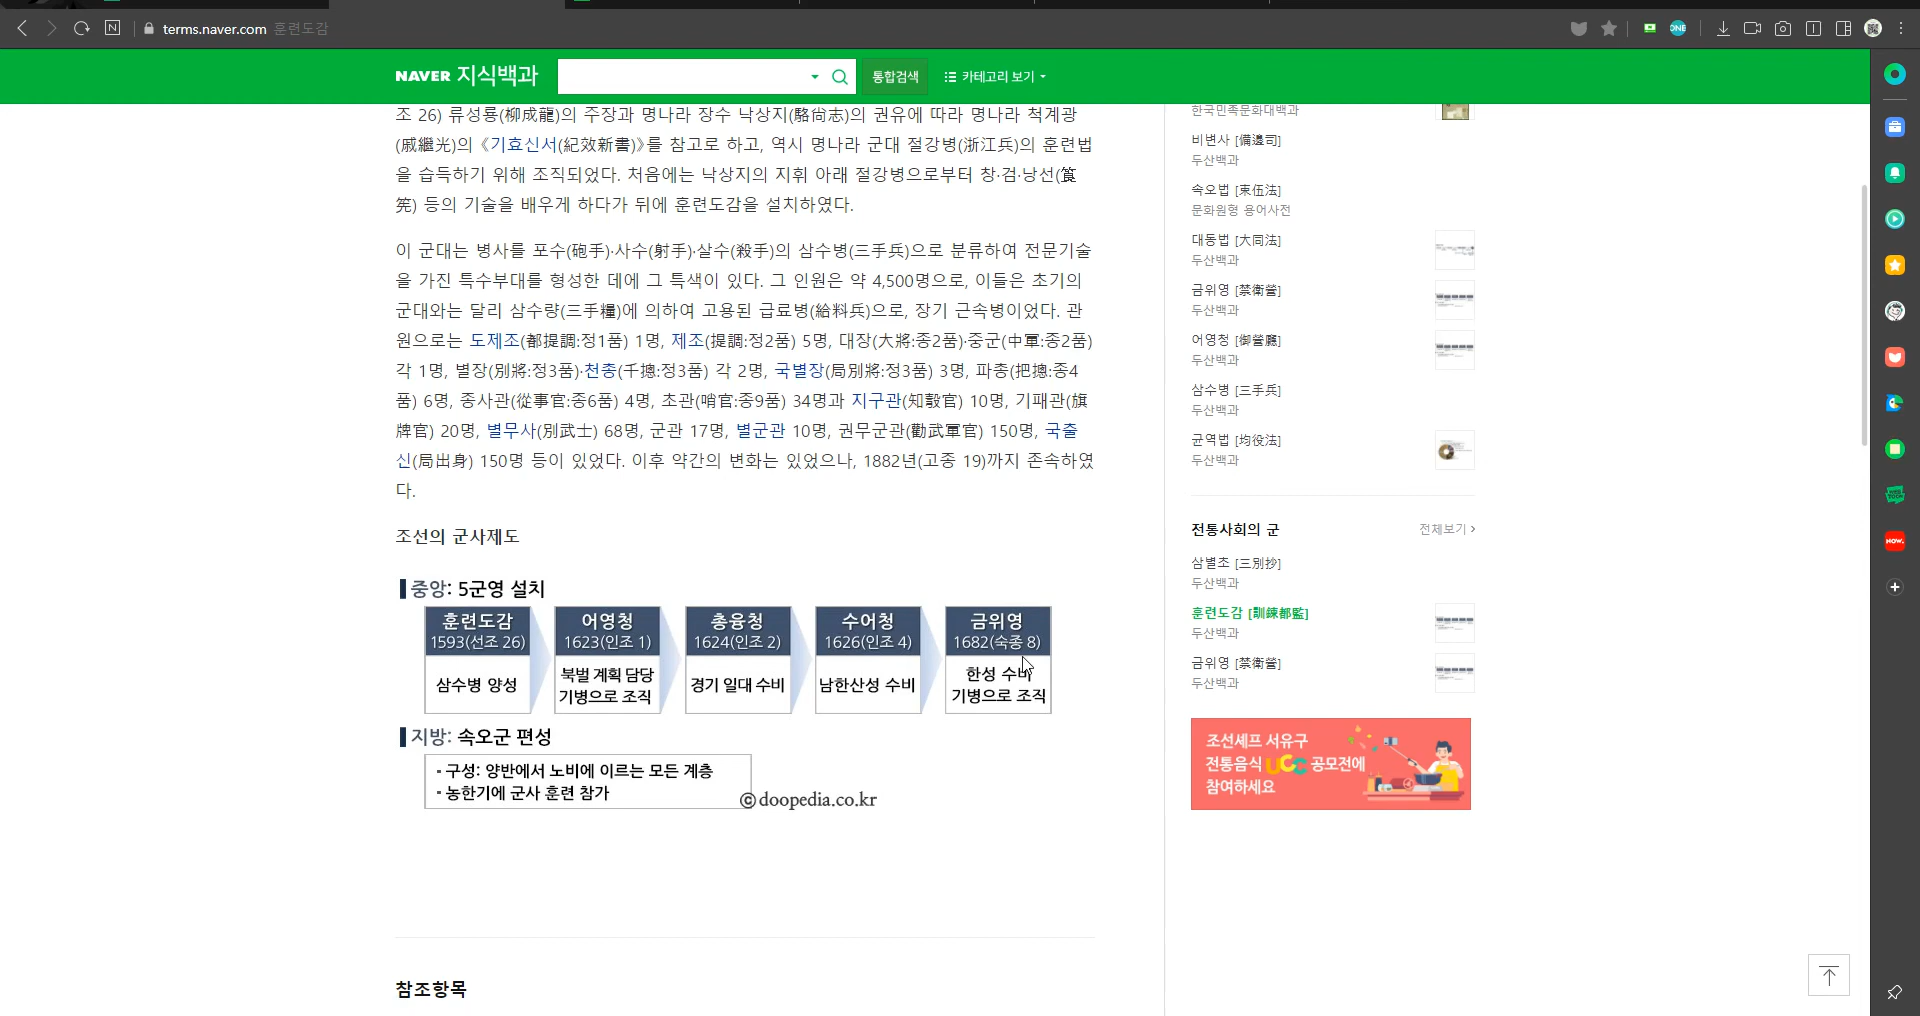 terms.naver.com 훈련도감
ONE
NAVER 지식백과
통합검색
카테고리 보기
조 26) 류성룡(柳成龍)의 주장과 명나라 장수 낙상지(駱尙志)의 권유에 따라 명나라 척계광
(戚繼光)의 《기효신서(紀效新書)》를 참고로 하고, 역시 명나라 군대 절강병(浙江兵)의 훈련법
을 습득하기 위해 조직되었다. 처음에는 낙상지의 지휘 아래 절강병으로부터 창·검·낭선(筤
筅) 등의 기술을 배우게 하다가 뒤에 훈련도감을 설치하였다.
이 군대는 병사를 포수(砲手)·사수(射手)·살수(殺手)의 삼수병(三手兵)으로 분류하여 전문기술
을 가진 특수부대를 형성한 데에 그 특색이 있다. 그 인원은 약 4,500명으로, 이들은 초기의
군대와는 달리 삼수량(三手糧)에 의하여 고용된 급료병(給料兵)으로, 장기 근속병이었다. 관
원으로는 도제조(都提調:정1품) 1명, 제조(提調:정2품) 5명, 대장(大將:종2품)·중군(中軍:종2품)
각 1명, 별장(別將:정3품)·천총(千摠:정3품) 각 2명, 국별장(局別將:정3품) 3명, 파총(把摠:종4
품) 6명, 종사관(從事官:종6품) 4명, 초관(哨官:종9품) 34명과 지구관(知彀官) 10명, 기패관(旗
牌官) 20명, 별무사(別武士) 68명, 군관 17명, 별군관 10명, 권무군관(勸武軍官) 150명, 국출
신(局出身) 150명 등이 있었다. 이후 약간의 변화는 있었으나, 1882년(고종 19)까지 존속하였
다.
조선의 군사제도
중앙: 5군영 설치
훈련도감
1593(선조 26)
삼수병 양성
어영청
1623(인조 1)
북벌 계획 담당
기병으로 조직
총융청
1624(인조 2)
경기 일대 수비
수어청
1626(인조 4)
남한산성 수비
금위영
1682(숙종 8)
한성 수비
기병으로 조직
지방: 속오군 편성
- 구성: 양반에서 노비에 이르는 모든 계층
- 농한기에 군사 훈련 참가
©doopedia.co.kr
참조항목
한국민족문화대백과
비변사 [備邊司]
두산백과
속오법 [束伍法]
문화원형 용어사전
대동법 [大同法]
두산백과
금위영 [禁衛營]
두산백과
어영청 [御營廳]
두산백과
삼수병 [三手兵]
두산백과
균역법 [均役法]
두산백과
전통사회의 군
전체보기 >
삼별초 [三別抄]
두산백과
훈련도감 [訓鍊都監]
두산백과
금위영 [禁衛營]
두산백과
조선셰프 서유구
전통음식 UCC 공모전에
참여하세요
NOW.